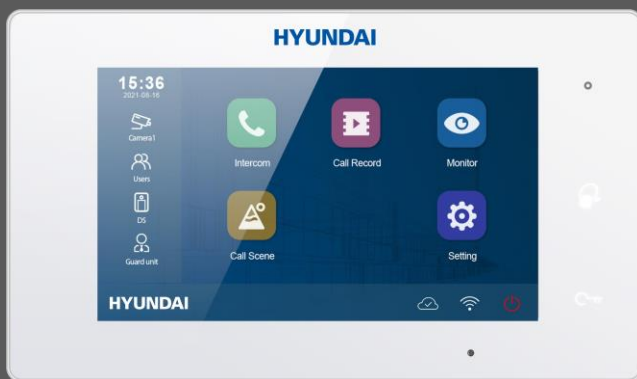 HYUNDAI
15:36
2021-08-16
Camera1
Users
DS
Guard unit
Intercom
Call Record
Monitor
Call Scene
Setting
HYUNDAI